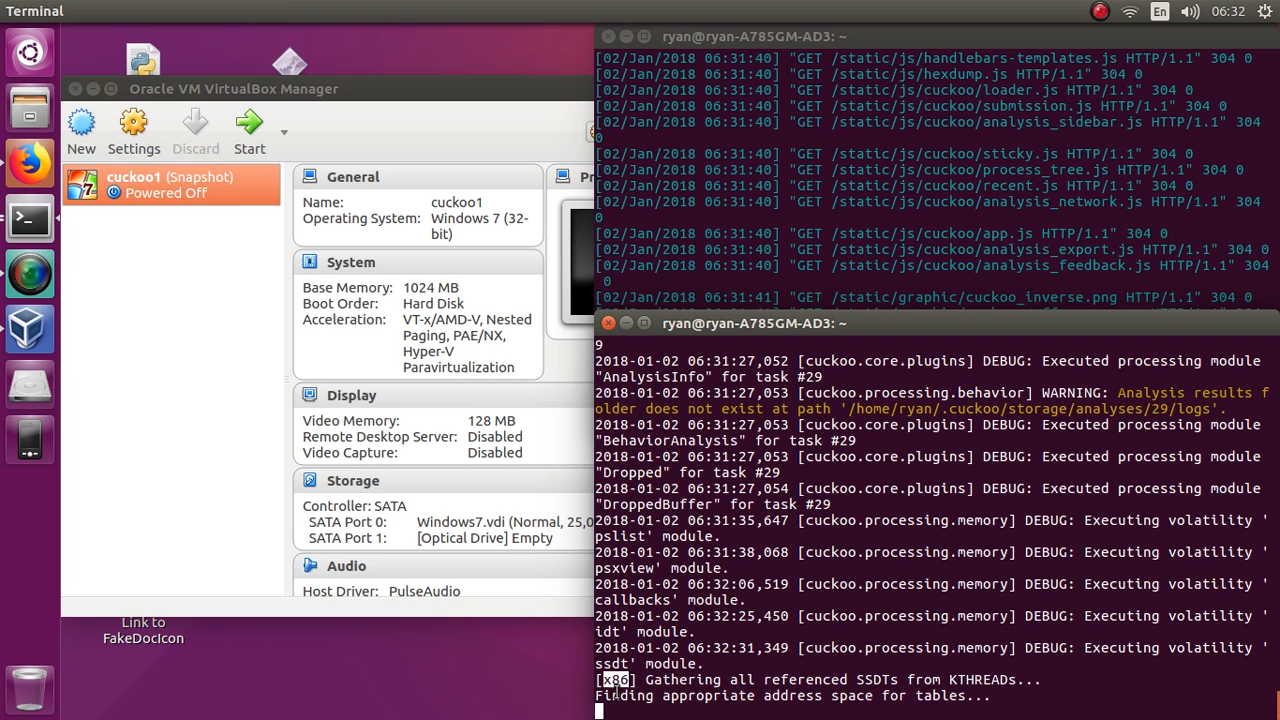 Terminal
En
06:32
Oracle VM VirtualBox Manager
New
Settings
Discard
Start
cuckoo1 (Snapshot)
Powered Off
General
Name: cuckoo1
Operating System: Windows 7 (32-
bit)
System
Base Memory: 1024 MB
Boot Order: Hard Disk
Acceleration: VT-x/AMD-V, Nested
Paging, PAE/NX,
Hyper-V
Paravirtualization
Display
Video Memory: 128 MB
Remote Desktop Server: Disabled
Video Capture: Disabled
Storage
Controller: SATA
SATA Port 0: Windows7.vdi (Normal, 25,0
SATA Port 1: [Optical Drive] Empty
Audio
Host Driver: PulseAudio
Link to
FakeDocIcon
ryan@ryan-A785GM-AD3: ~
[02/Jan/2018 06:31:40] "GET /static/js/handlebars-templates.js HTTP/1.1" 304 0
[02/Jan/2018 06:31:40] "GET /static/js/hexdump.js HTTP/1.1" 304 0
[02/Jan/2018 06:31:40] "GET /static/js/cuckoo/loader.js HTTP/1.1" 304 0
[02/Jan/2018 06:31:40] "GET /static/js/cuckoo/submission.js HTTP/1.1" 304 0
[02/Jan/2018 06:31:40] "GET /static/js/cuckoo/analysis_sidebar.js HTTP/1.1" 304
0
[02/Jan/2018 06:31:40] "GET /static/js/cuckoo/sticky.js HTTP/1.1" 304 0
[02/Jan/2018 06:31:40] "GET /static/js/cuckoo/process_tree.js HTTP/1.1" 304 0
[02/Jan/2018 06:31:40] "GET /static/js/cuckoo/recent.js HTTP/1.1" 304 0
[02/Jan/2018 06:31:40] "GET /static/js/cuckoo/analysis_network.js HTTP/1.1" 304
0
[02/Jan/2018 06:31:40] "GET /static/js/cuckoo/app.js HTTP/1.1" 304 0
[02/Jan/2018 06:31:40] "GET /static/js/cuckoo/analysis_export.js HTTP/1.1" 304 0
[02/Jan/2018 06:31:40] "GET /static/js/cuckoo/analysis_feedback.js HTTP/1.1" 304
0
[02/Jan/2018 06:31:41] "GET /static/graphic/cuckoo_inverse.png HTTP/1.1" 304 0
ryan@ryan-A785GM-AD3: ~
9
2018-01-02 06:31:27,052 [cuckoo.core.plugins] DEBUG: Executed processing module
"AnalysisInfo" for task #29
2018-01-02 06:31:27,053 [cuckoo.processing.behavior] WARNING: Analysis results f
older does not exist at path '/home/ryan/.cuckoo/storage/analyses/29/logs'.
2018-01-02 06:31:27,053 [cuckoo.core.plugins] DEBUG: Executed processing module
"BehaviorAnalysis" for task #29
2018-01-02 06:31:27,053 [cuckoo.core.plugins] DEBUG: Executed processing module
"Dropped" for task #29
2018-01-02 06:31:27,054 [cuckoo.core.plugins] DEBUG: Executed processing module
"DroppedBuffer" for task #29
2018-01-02 06:31:35,647 [cuckoo.processing.memory] DEBUG: Executing volatility '
pslist' module.
2018-01-02 06:31:38,068 [cuckoo.processing.memory] DEBUG: Executing volatility '
psxview' module.
2018-01-02 06:32:06,519 [cuckoo.processing.memory] DEBUG: Executing volatility '
callbacks' module.
2018-01-02 06:32:25,450 [cuckoo.processing.memory] DEBUG: Executing volatility '
idt' module.
2018-01-02 06:32:31,349 [cuckoo.processing.memory] DEBUG: Executing volatility '
ssdt' module.
[x86] Gathering all referenced SSDTs from KTHREADs...
Finding appropriate address space for tables...